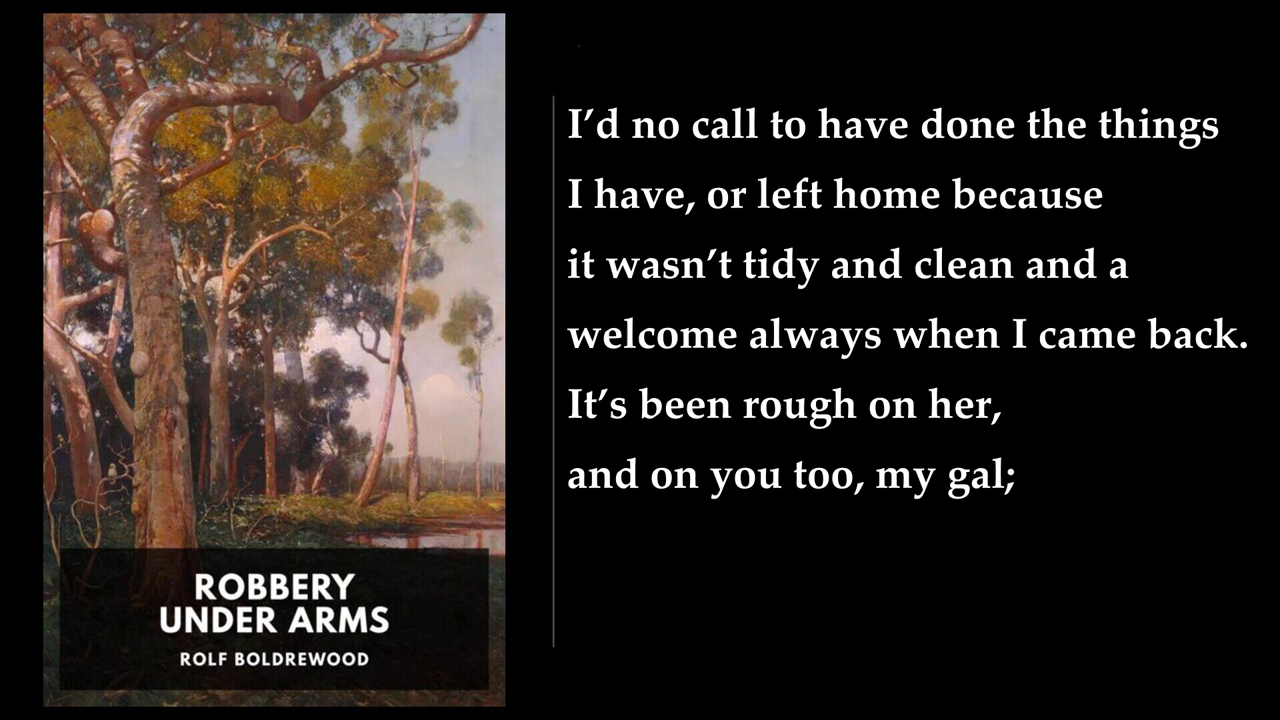 ROBBERY
UNDER ARMS
ROLF BOLDREWOOD
I’d no call to have done the things
I have, or left home because
it wasn’t tidy and clean and a
welcome always when I came back.
It’s been rough on her,
and on you too, my gal;